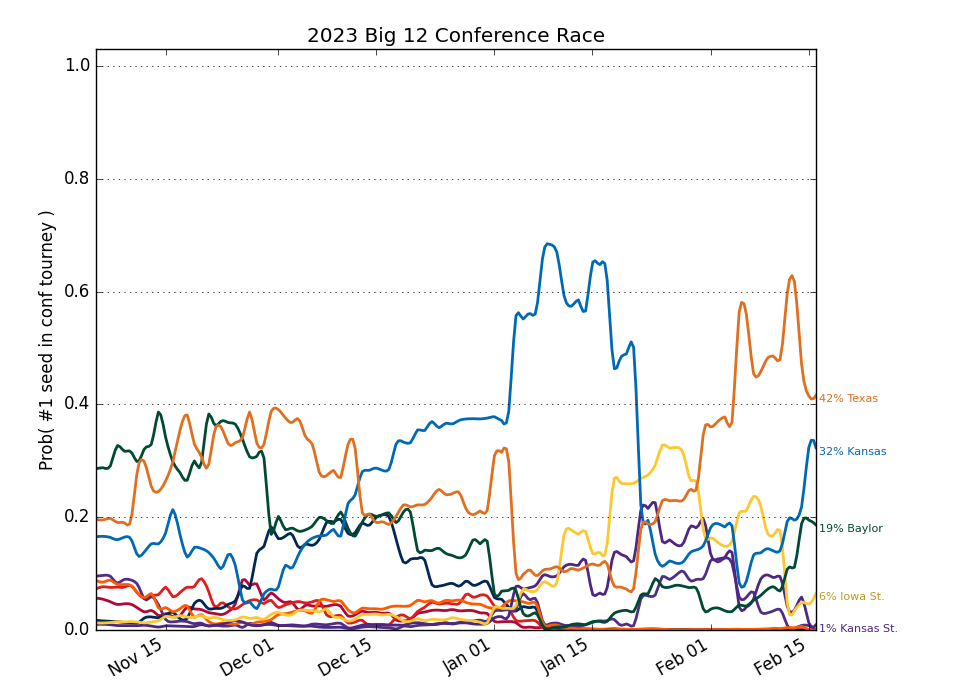 2023 Big 12 Conference Race
Prob( #1 seed in conf tourney )
1.0
0.8
0.6
0.4
0.2
0.0
Nov 15
Dec 01
Dec 15
Jan 01
Jan 15
Feb 01
Feb 15
42% Texas
32% Kansas
19% Baylor
6% Iowa St.
1% Kansas St.